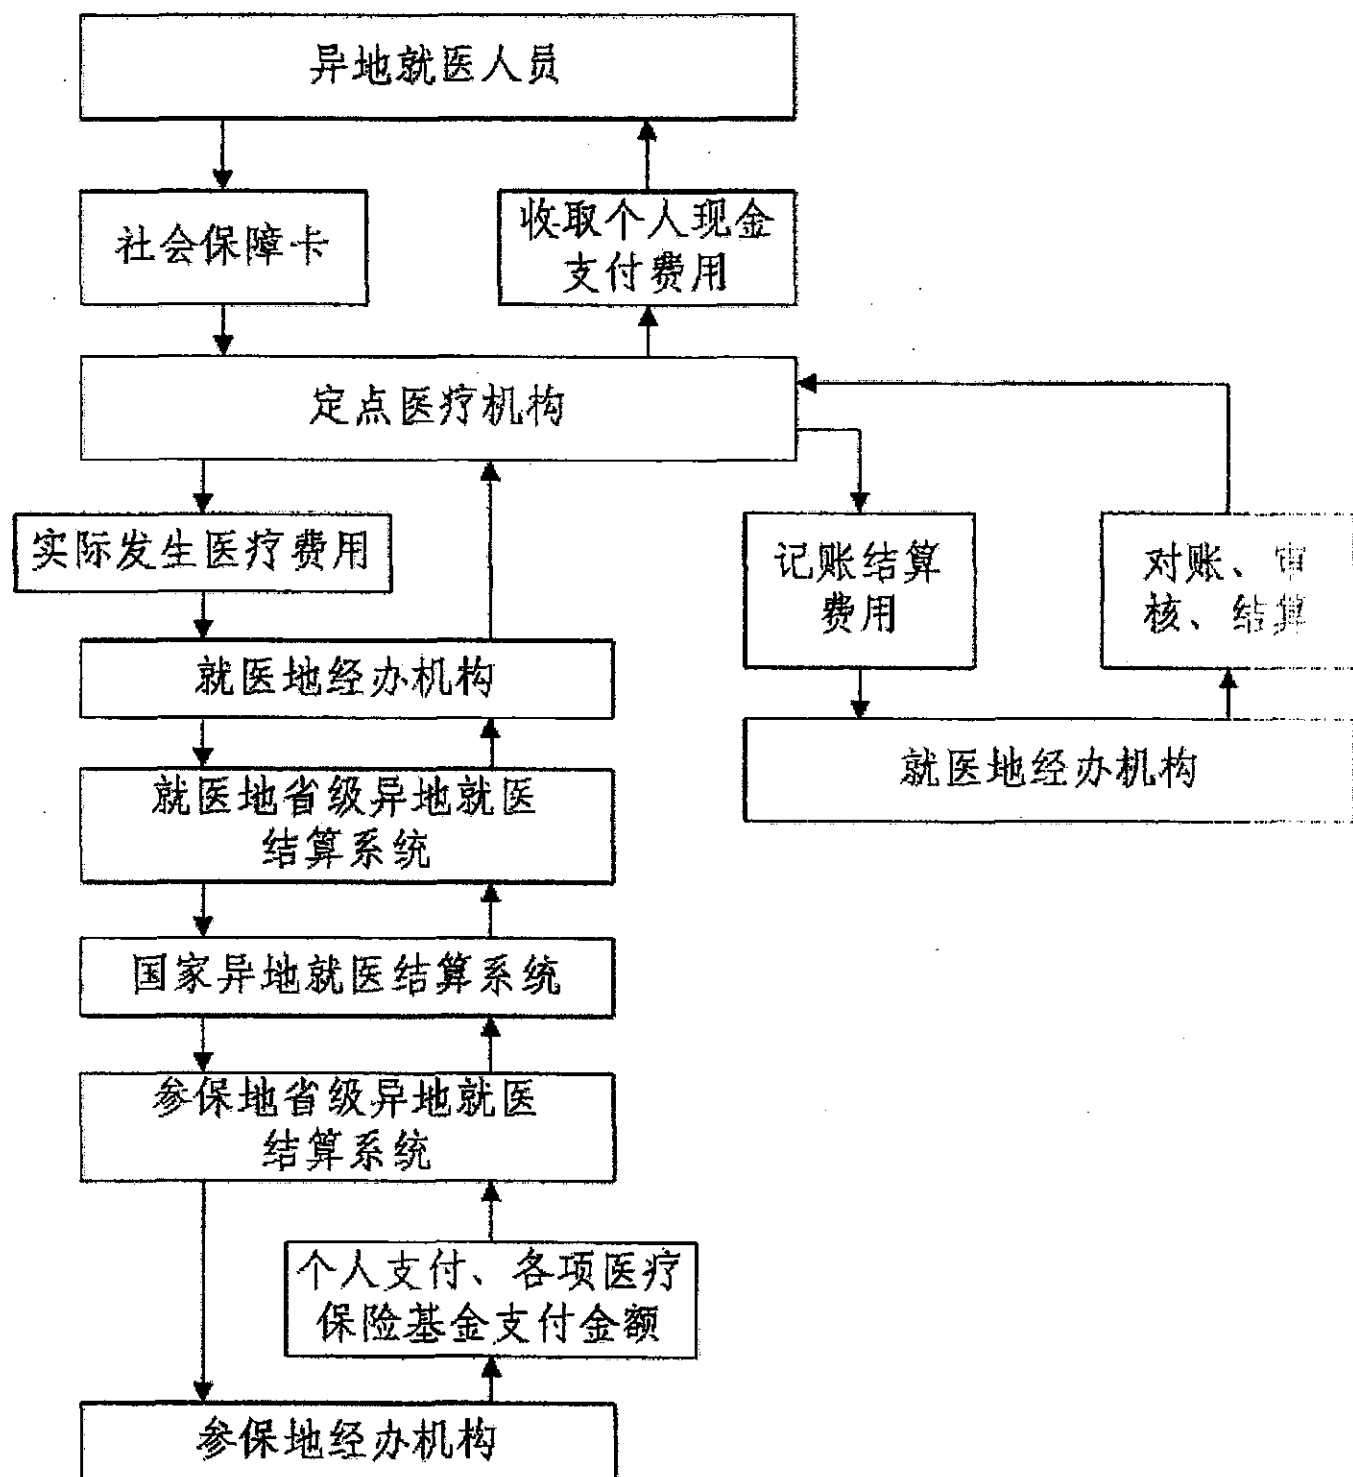 异地就医人员
社会保障卡
收取个人现金
支付费用
定点医疗机构
实际发生医疗费用
记账结算
费用
对账、审
核、结算
就医地经办机构
就医地经办机构
就医地省级异地就医
结算系统
国家异地就医结算系统
参保地省级异地就医
结算系统
个人支付、各项医疗
保险基金支付金额
参保地经办机构